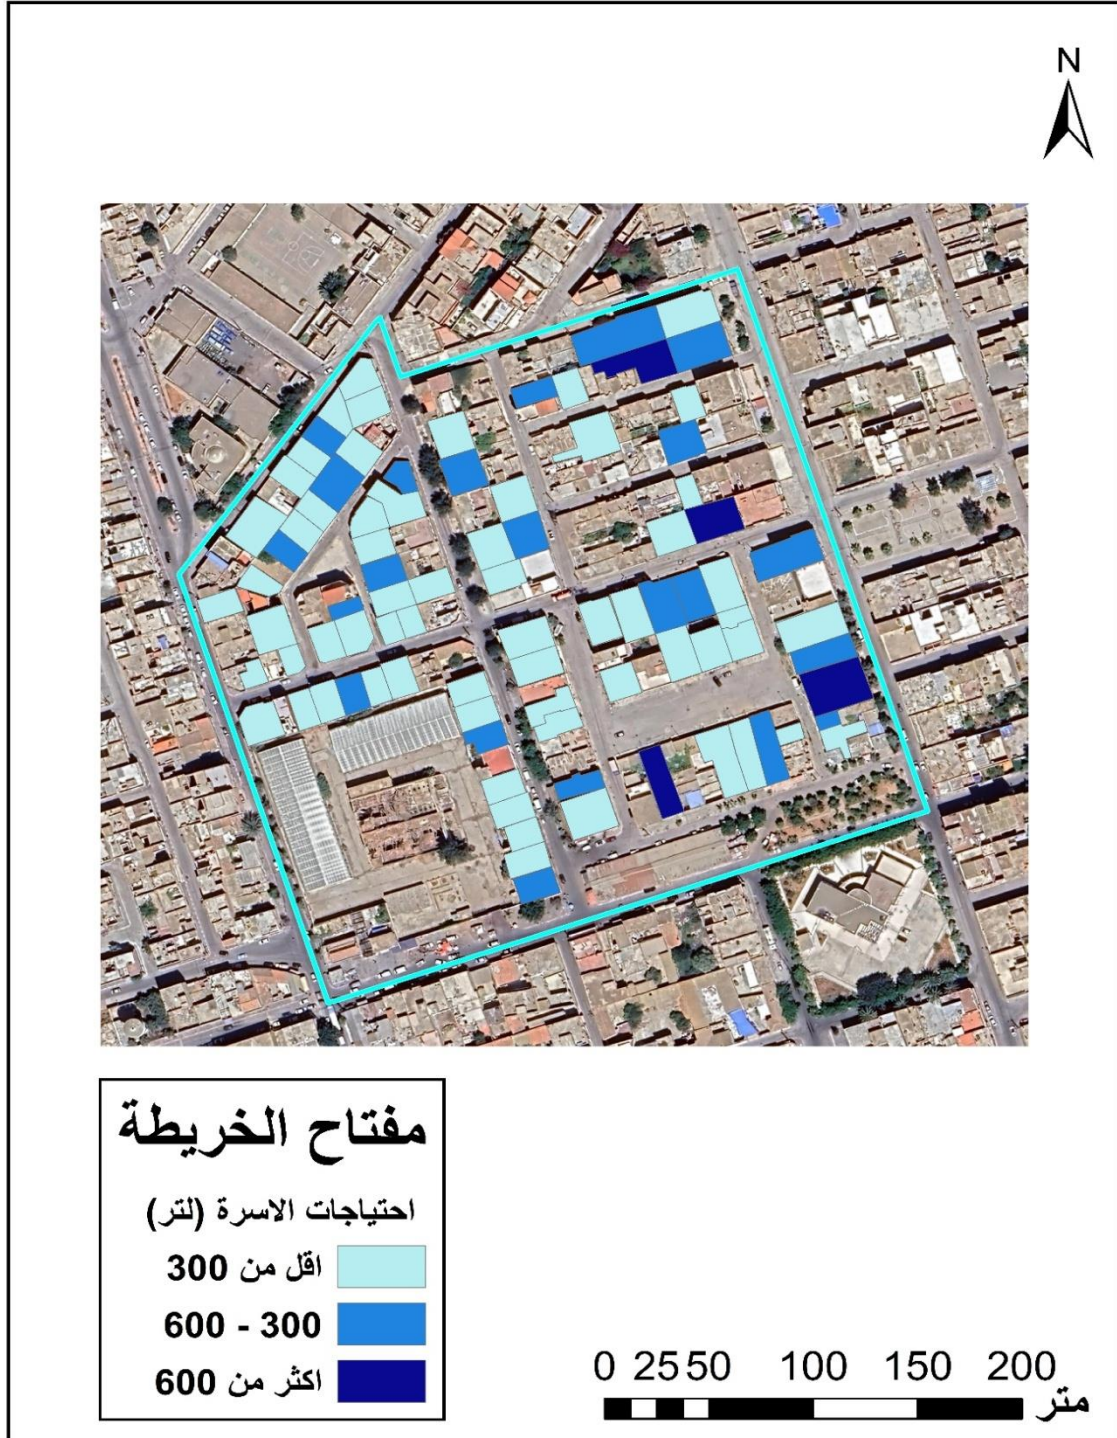 N
مفتاح الخريطة
احتياجات الاسرة (لتر)
اقل من 300
600 - 300
اكثر من 600
0 25 50 100 150 200
متر